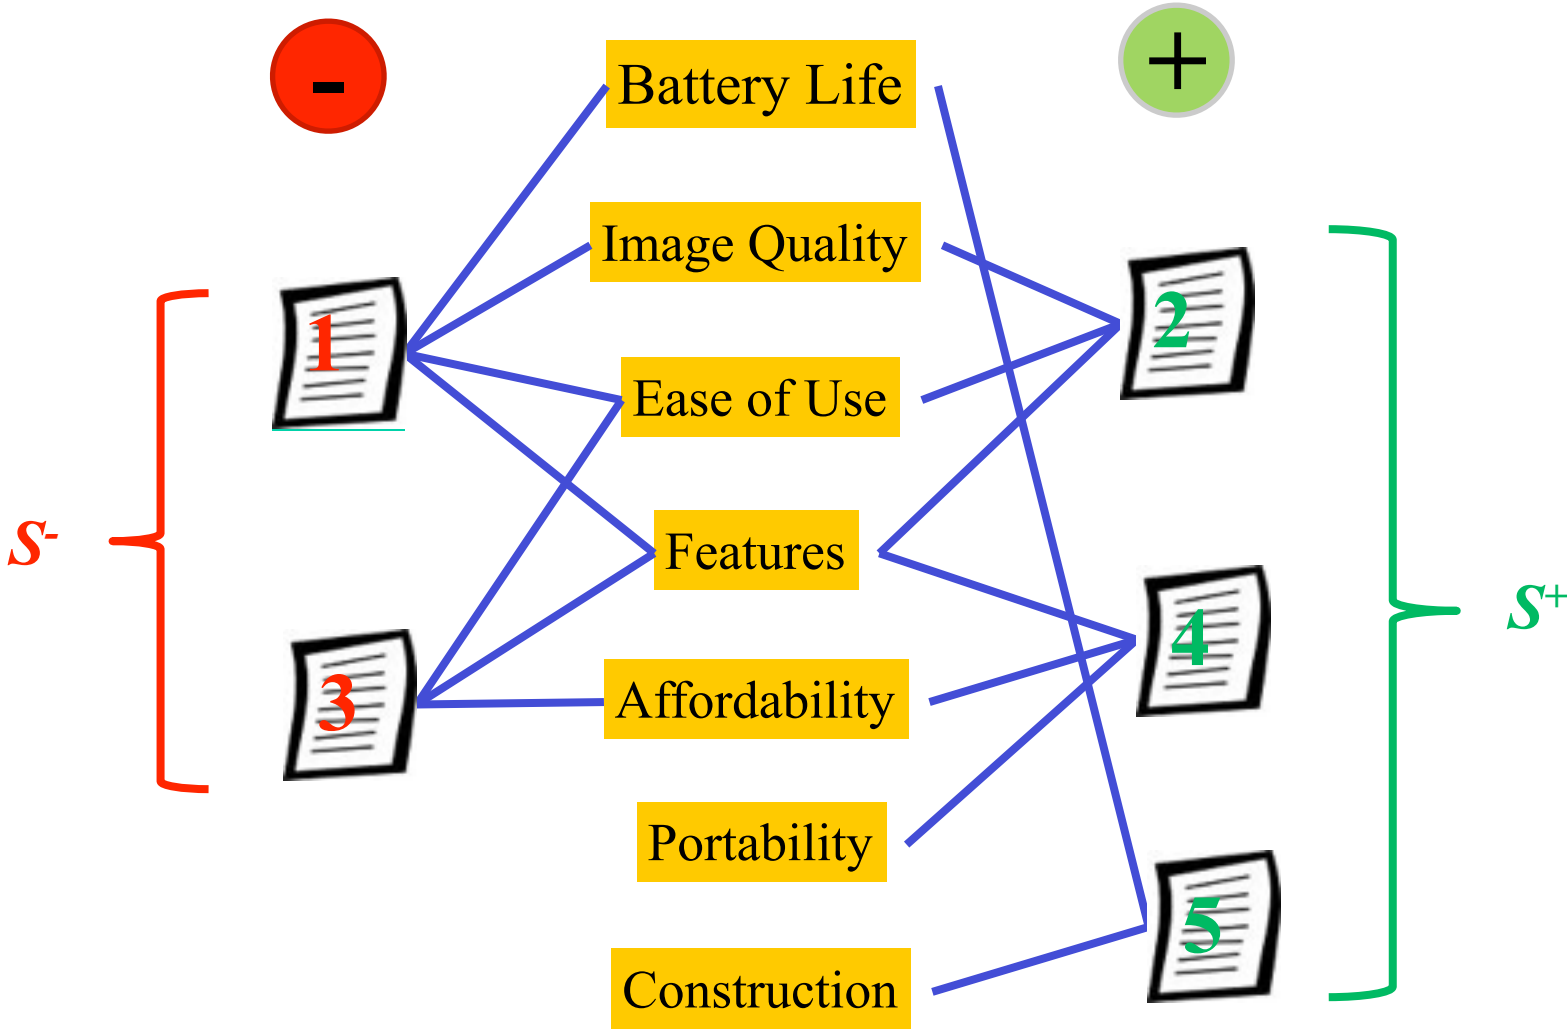 -
+
Battery Life
Image Quality
1
2
Ease of Use
S-
Features
S+
4
3
Affordability
Portability
5
Construction